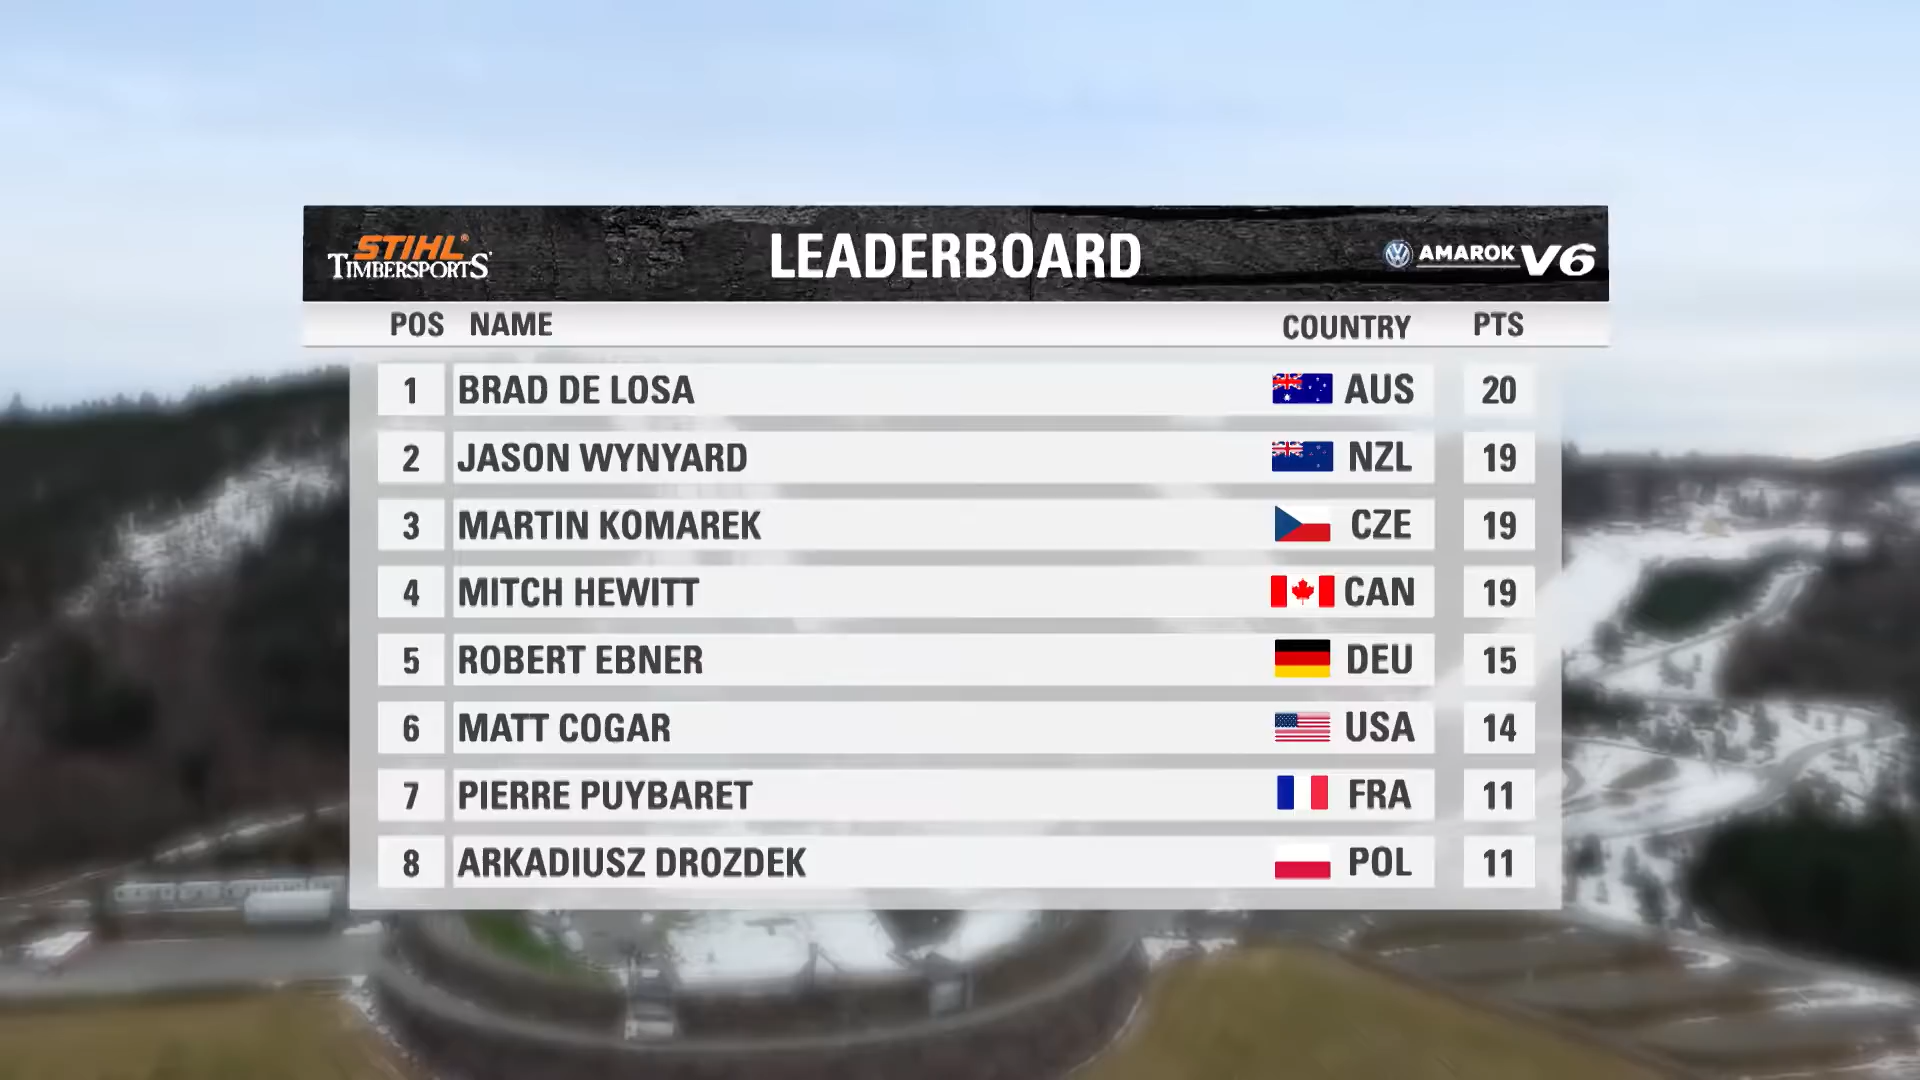 STIHL®
TIMBERSPORTS®
LEADERBOARD
AMAROK V6
POS NAME COUNTRY PTS
1 BRAD DE LOSA AUS 20
2 JASON WYNYARD NZL 19
3 MARTIN KOMAREK CZE 19
4 MITCH HEWITT CAN 19
5 ROBERT EBNER DEU 15
6 MATT COGAR USA 14
7 PIERRE PUYBARET FRA 11
8 ARKADIUSZ DROZDEK POL 11